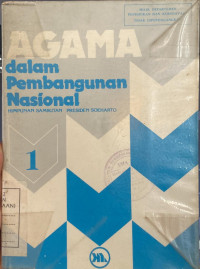 AGAMA
dalam
Pembangunan
Nasional
HIMPUNAN SAMBUTAN PRESIDEN SOEHARTO
1